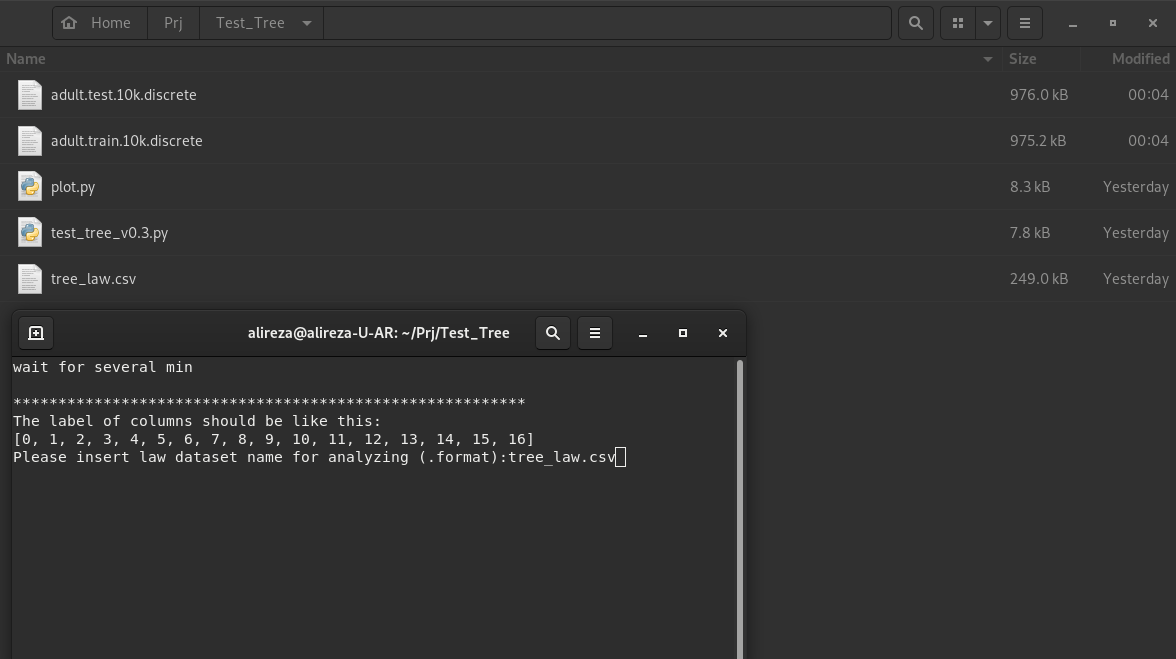 Home Prj Test_Tree
Name Size Modified
adult.test.10k.discrete 976.0 kB 00:04
adult.train.10k.discrete 975.2 kB 00:04
plot.py 8.3 kB Yesterday
test_tree_v0.3.py 7.8 kB Yesterday
tree_law.csv 249.0 kB Yesterday
alireza@alireza-U-AR: ~/Prj/Test_Tree
wait for several min
*********************************************************
The label of columns should be like this:
[0, 1, 2, 3, 4, 5, 6, 7, 8, 9, 10, 11, 12, 13, 14, 15, 16]
Please insert law dataset name for analyzing (.format):tree_law.csv